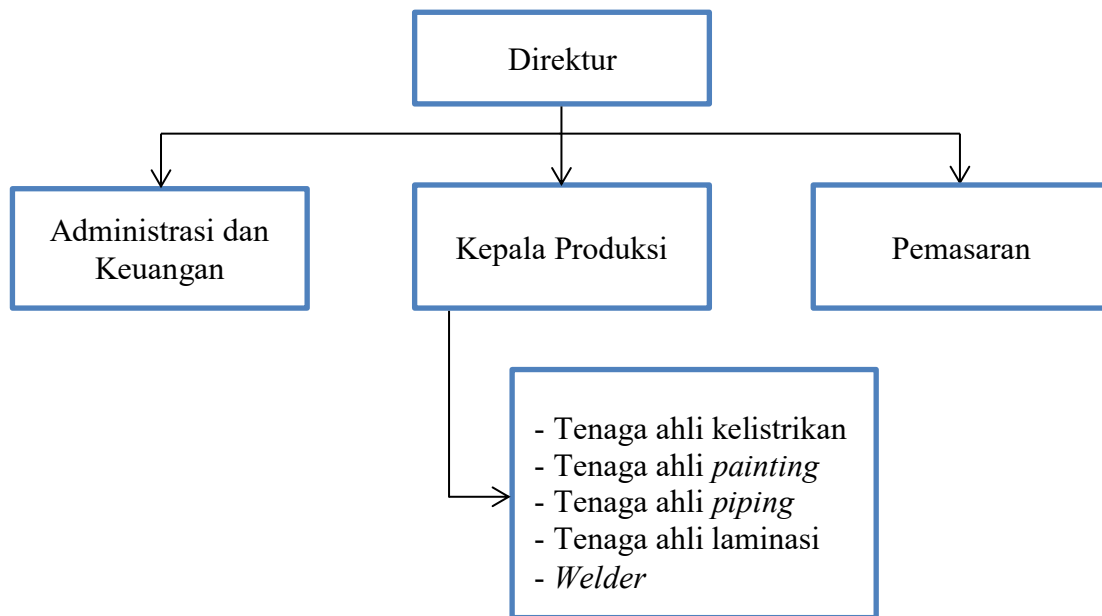 Direktur
Administrasi dan
Keuangan
Kepala Produksi
Pemasaran
- Tenaga ahli kelistrikan
- Tenaga ahli painting
- Tenaga ahli piping
- Tenaga ahli laminasi
- Welder